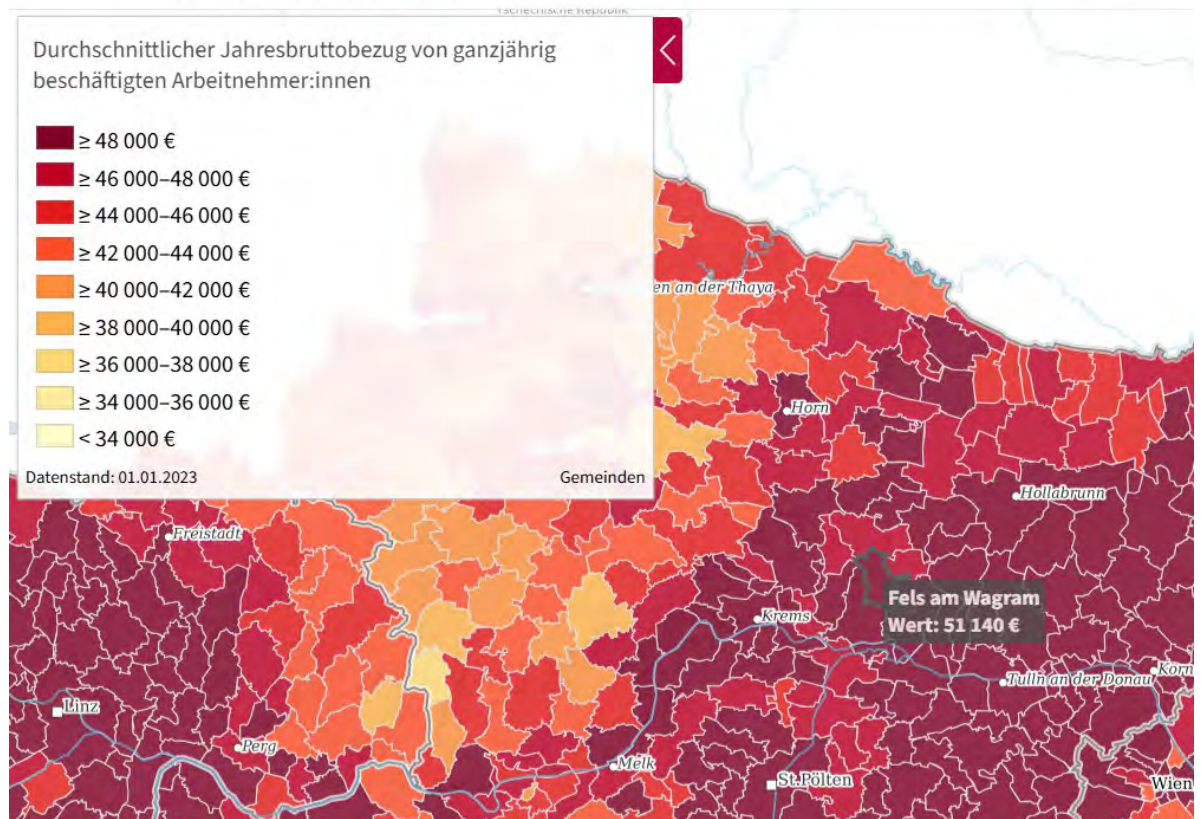 Tschechische Republik
Durchschnittlicher Jahresbruttobezug von ganzjährig
beschäftigten Arbeitnehmer:innen
≥ 48 000 €
≥ 46 000–48 000 €
≥ 44 000–46 000 €
≥ 42 000–44 000 €
≥ 40 000–42 000 €
≥ 38 000–40 000 €
≥ 36 000–38 000 €
≥ 34 000–36 000 €
< 34 000 €
Datenstand: 01.01.2023
Gemeinden
en an der Thaya
Horn
Hollabrunn
Freistadt
Fels am Wagram
Wert: 51 140 €
Krems
Tulln an der Donau
Korn
Linz
Perg
Melk
St.Pölten
Wien